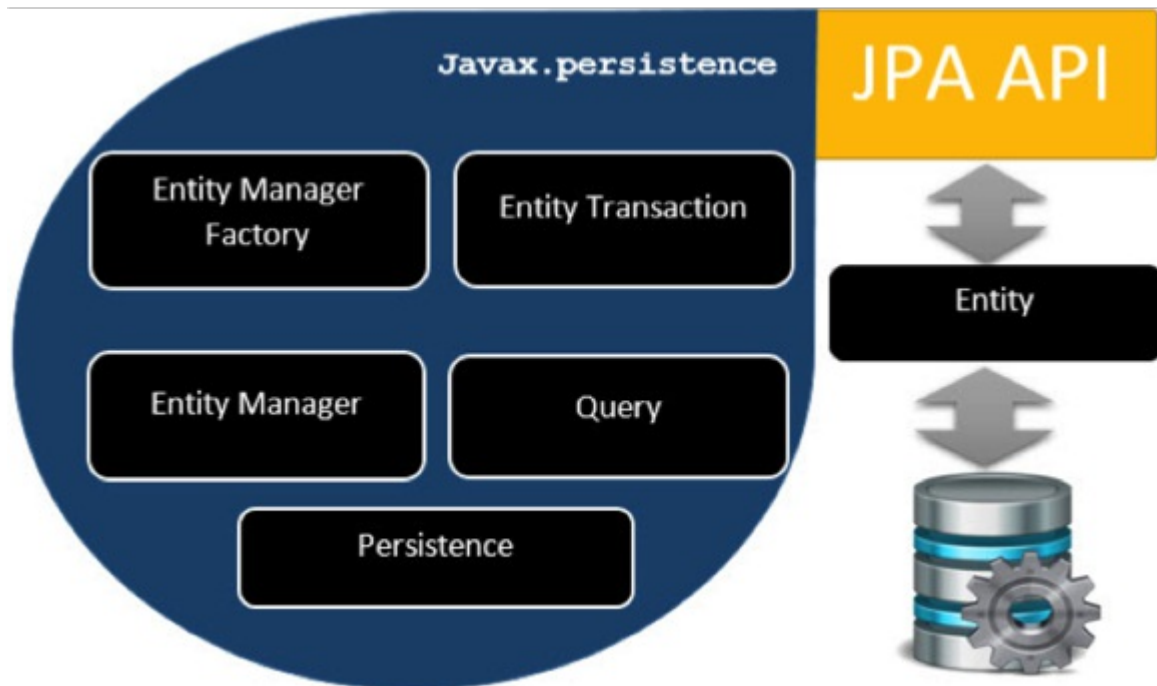 Javax.persistence
JPA API
Entity Manager
Factory
Entity Transaction
Entity
Entity Manager
Query
Persistence